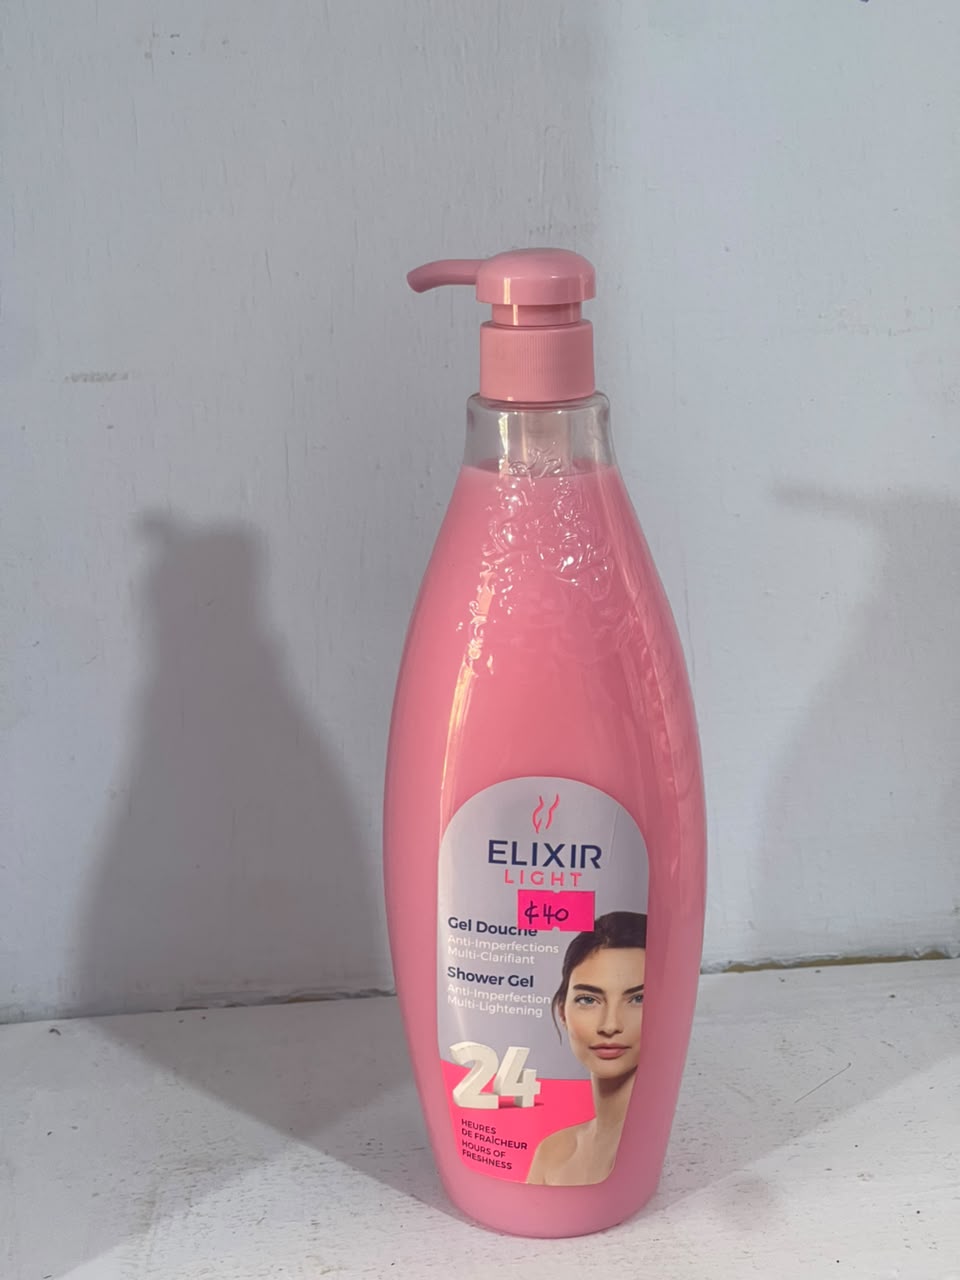 ELIXIR
LIGHT
¢40
Gel Douche
Anti-Imperfections
Multi-Clarifiant
Shower Gel
Anti-Imperfection
Multi-Lightening
24
HEURES
DE FRAÎCHEUR
HOURS OF
FRESHNESS